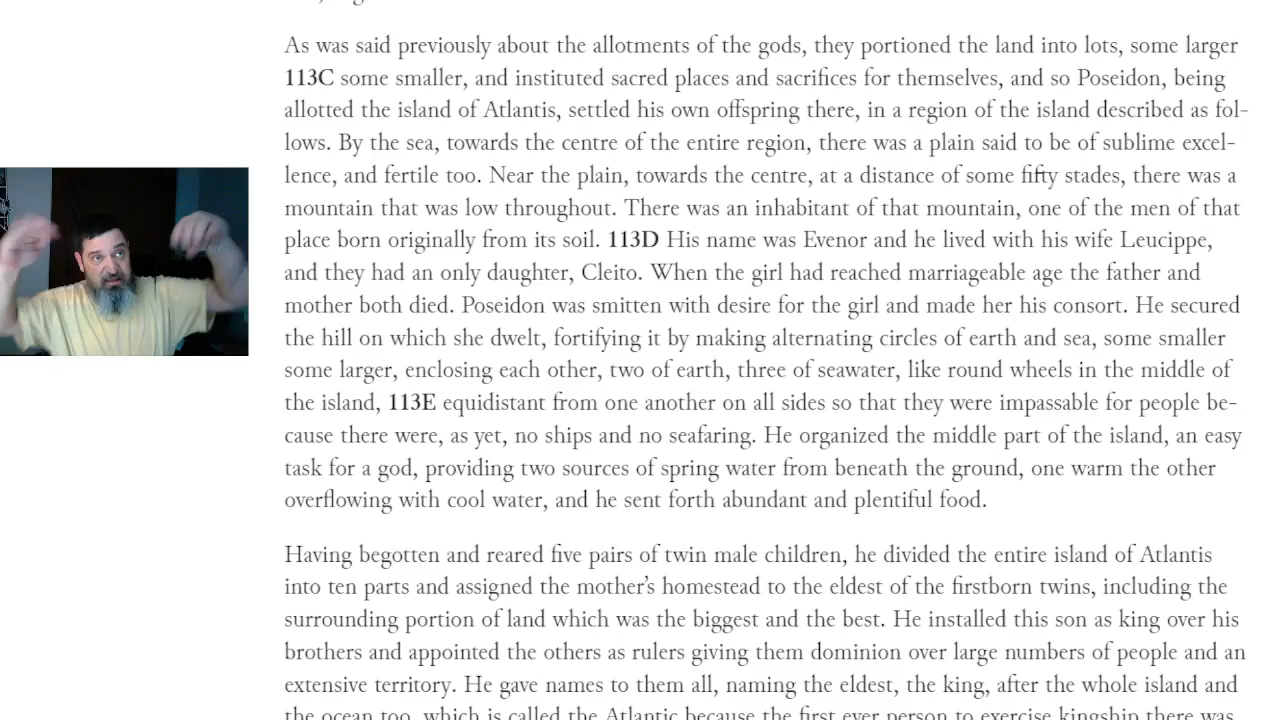 As was said previously about the allotments of the gods, they portioned the land into lots, some larger
113C some smaller, and instituted sacred places and sacrifices for themselves, and so Poseidon, being
allotted the island of Atlantis, settled his own offspring there, in a region of the island described as fol-
lows. By the sea, towards the centre of the entire region, there was a plain said to be of sublime excel-
lence, and fertile too. Near the plain, towards the centre, at a distance of some fifty stades, there was a
mountain that was low throughout. There was an inhabitant of that mountain, one of the men of that
place born originally from its soil. 113D His name was Evenor and he lived with his wife Leucippe,
and they had an only daughter, Cleito. When the girl had reached marriageable age the father and
mother both died. Poseidon was smitten with desire for the girl and made her his consort. He secured
the hill on which she dwelt, fortifying it by making alternating circles of earth and sea, some smaller
some larger, enclosing each other, two of earth, three of seawater, like round wheels in the middle of
the island, 113E equidistant from one another on all sides so that they were impassable for people be-
cause there were, as yet, no ships and no seafaring. He organized the middle part of the island, an easy
task for a god, providing two sources of spring water from beneath the ground, one warm the other
overflowing with cool water, and he sent forth abundant and plentiful food.
Having begotten and reared five pairs of twin male children, he divided the entire island of Atlantis
into ten parts and assigned the mother's homestead to the eldest of the firstborn twins, including the
surrounding portion of land which was the biggest and the best. He installed this son as king over his
brothers and appointed the others as rulers giving them dominion over large numbers of people and an
extensive territory. He gave names to them all, naming the eldest, the king, after the whole island and
the ocean too, which is called the Atlantic because the first ever person to exercise kingship there was